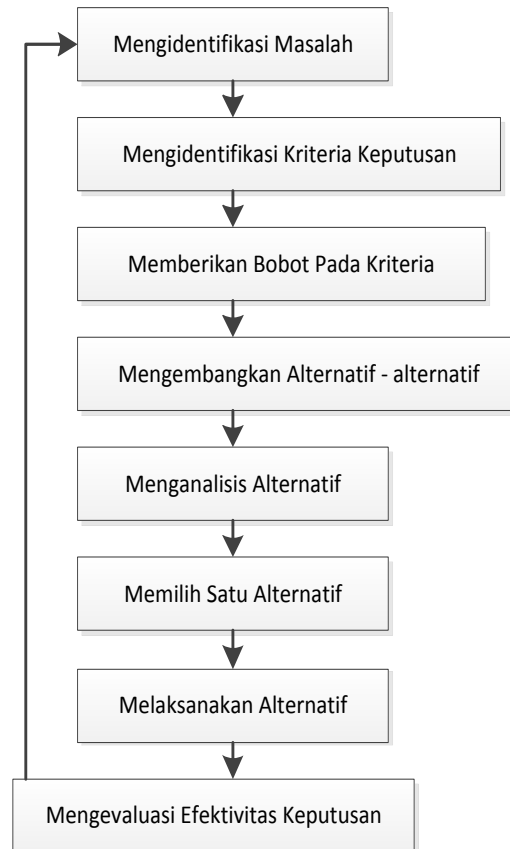 Mengidentifikasi Masalah
Mengidentifikasi Kriteria Keputusan
Memberikan Bobot Pada Kriteria
Mengembangkan Alternatif - alternatif
Menganalisis Alternatif
Memilih Satu Alternatif
Melaksanakan Alternatif
Mengevaluasi Efektivitas Keputusan